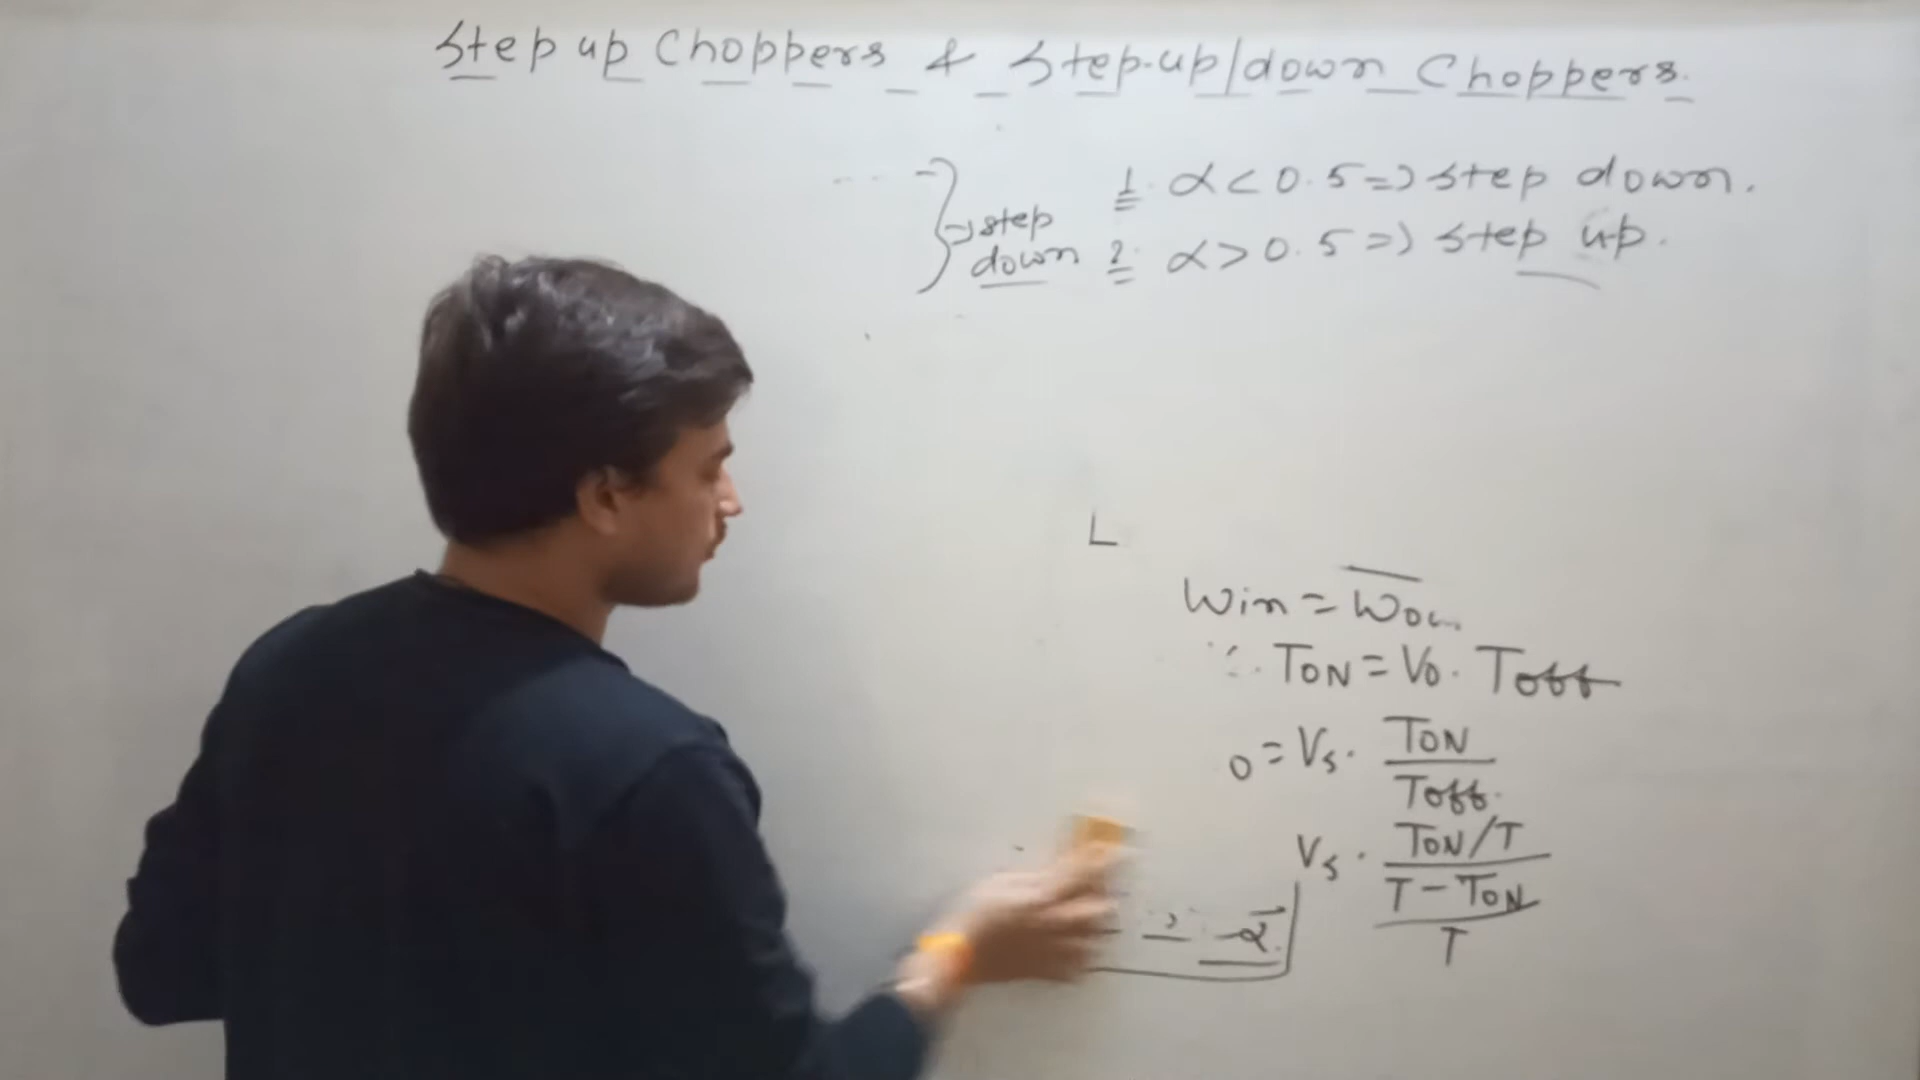 Step up Choppers & Step-up/down Choppers.
} => step down
1. α < 0.5 => step down.
2. α > 0.5 => step up.
L
Win =
TON = V0 . Toff
0 = Vs . TON / Toff.
Vs . TON/T / T - TON / T
- α.